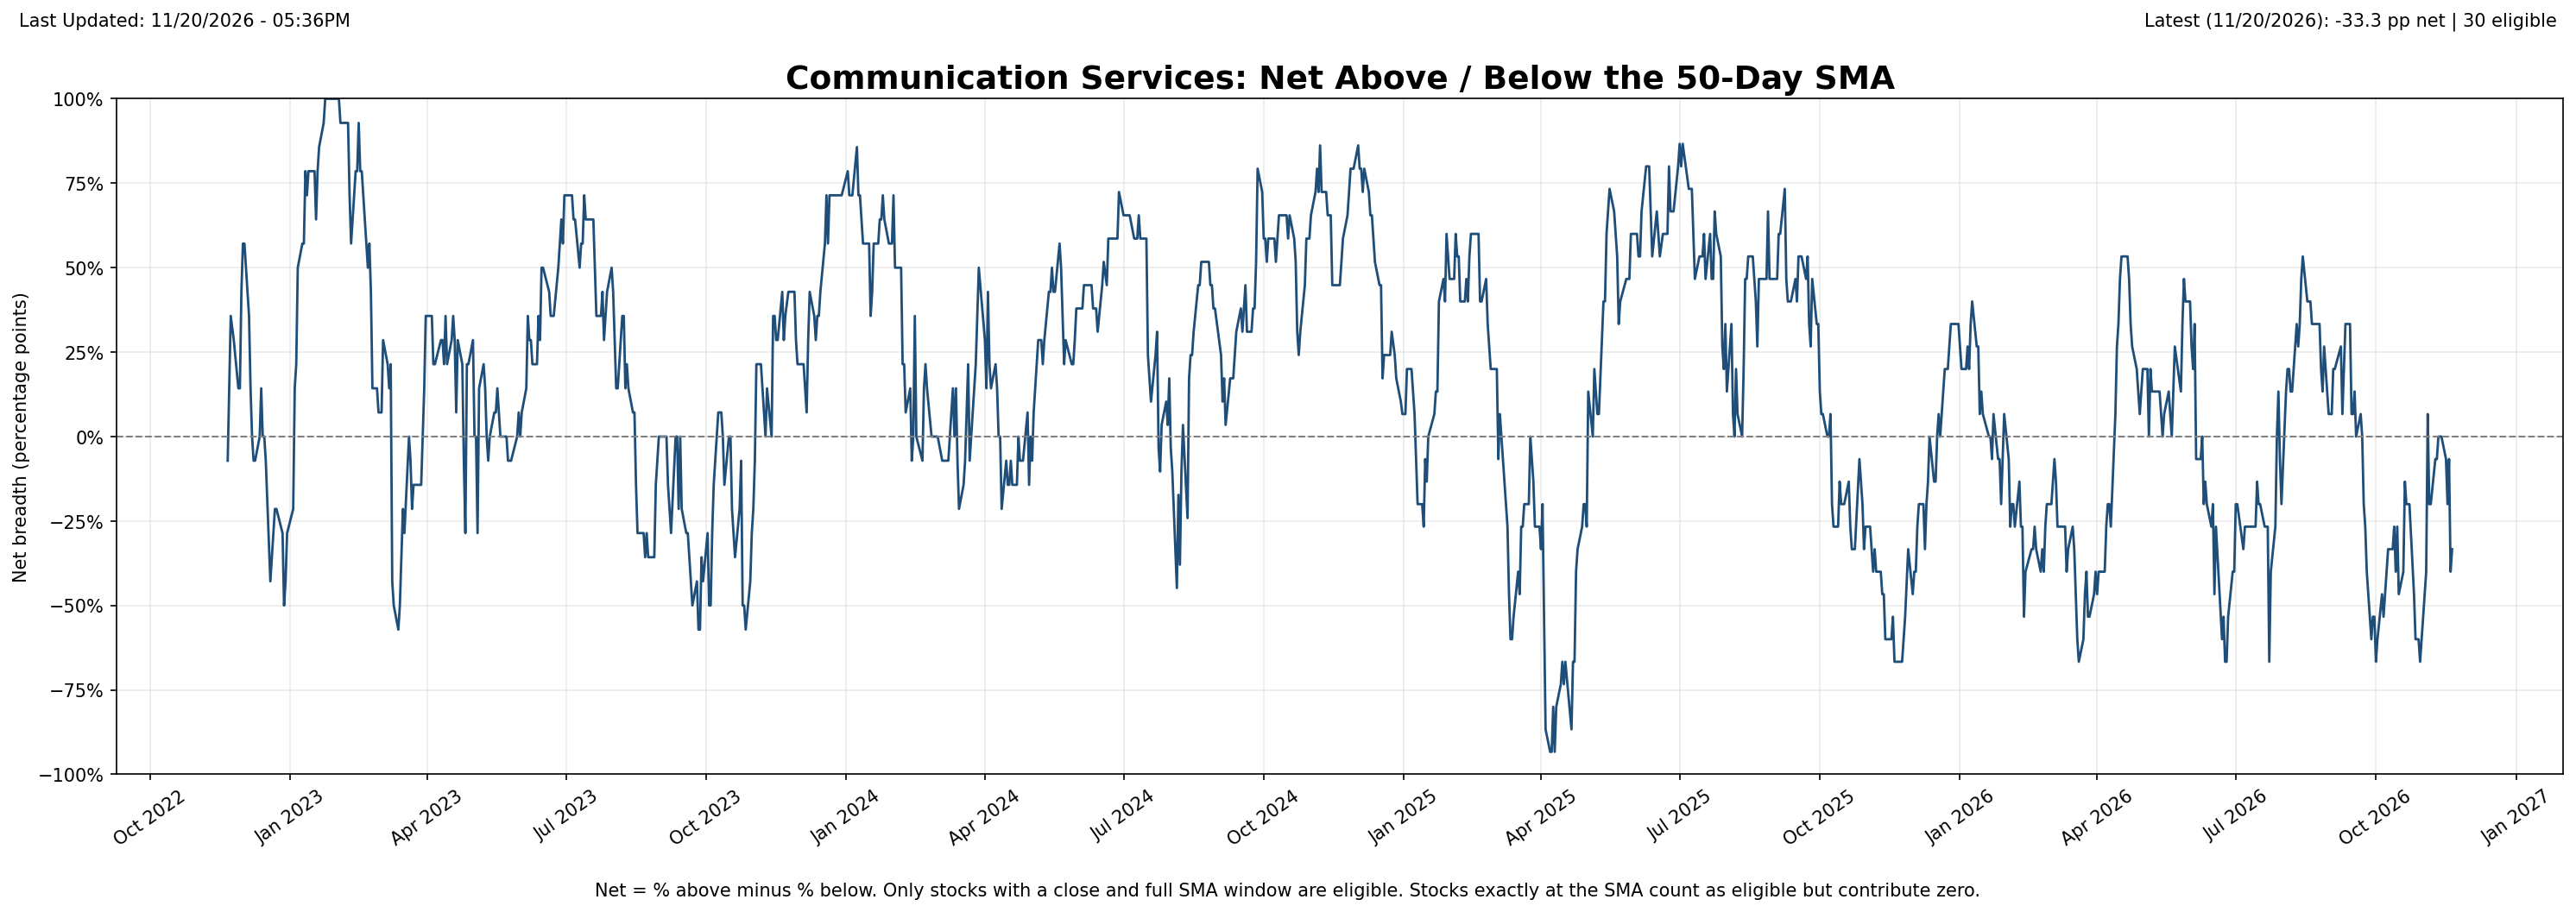 Last Updated: 11/20/2026 - 05:36PM
Latest (11/20/2026): -33.3 pp net | 30 eligible
Communication Services: Net Above / Below the 50-Day SMA
Net breadth (percentage points)
100%
75%
50%
25%
0%
−25%
−50%
−75%
−100%
Oct 2022
Jan 2023
Apr 2023
Jul 2023
Oct 2023
Jan 2024
Apr 2024
Jul 2024
Oct 2024
Jan 2025
Apr 2025
Jul 2025
Oct 2025
Jan 2026
Apr 2026
Jul 2026
Oct 2026
Jan 2027
Net = % above minus % below. Only stocks with a close and full SMA window are eligible. Stocks exactly at the SMA count as eligible but contribute zero.